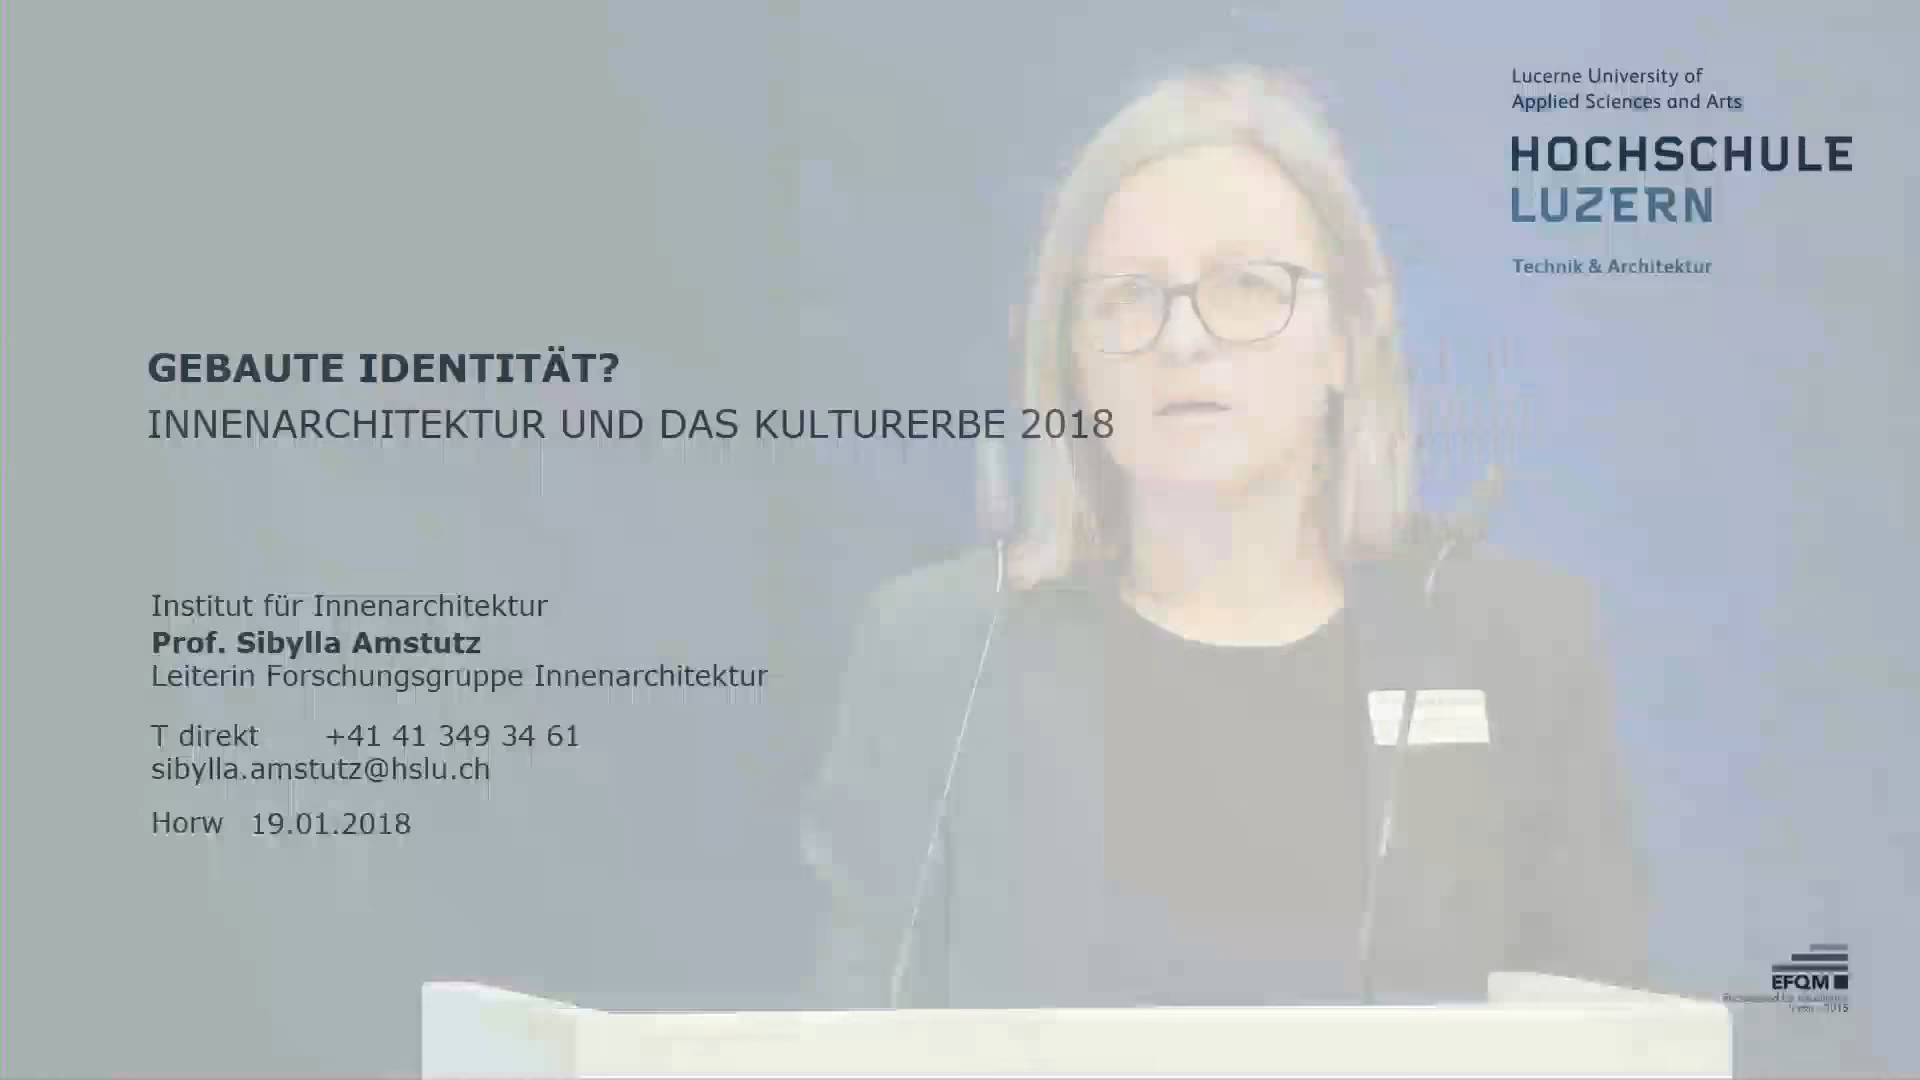 Lucerne University of
Applied Sciences and Arts
HOCHSCHULE
LUZERN
Technik & Architektur
GEBAUTE IDENTITÄT?
INNENARCHITEKTUR UND DAS KULTURERBE 2018
Institut für Innenarchitektur
Prof. Sibylla Amstutz
Leiterin Forschungsgruppe Innenarchitektur
T direkt +41 41 349 34 61
sibylla.amstutz@hslu.ch
Horw 19.01.2018
EFQM